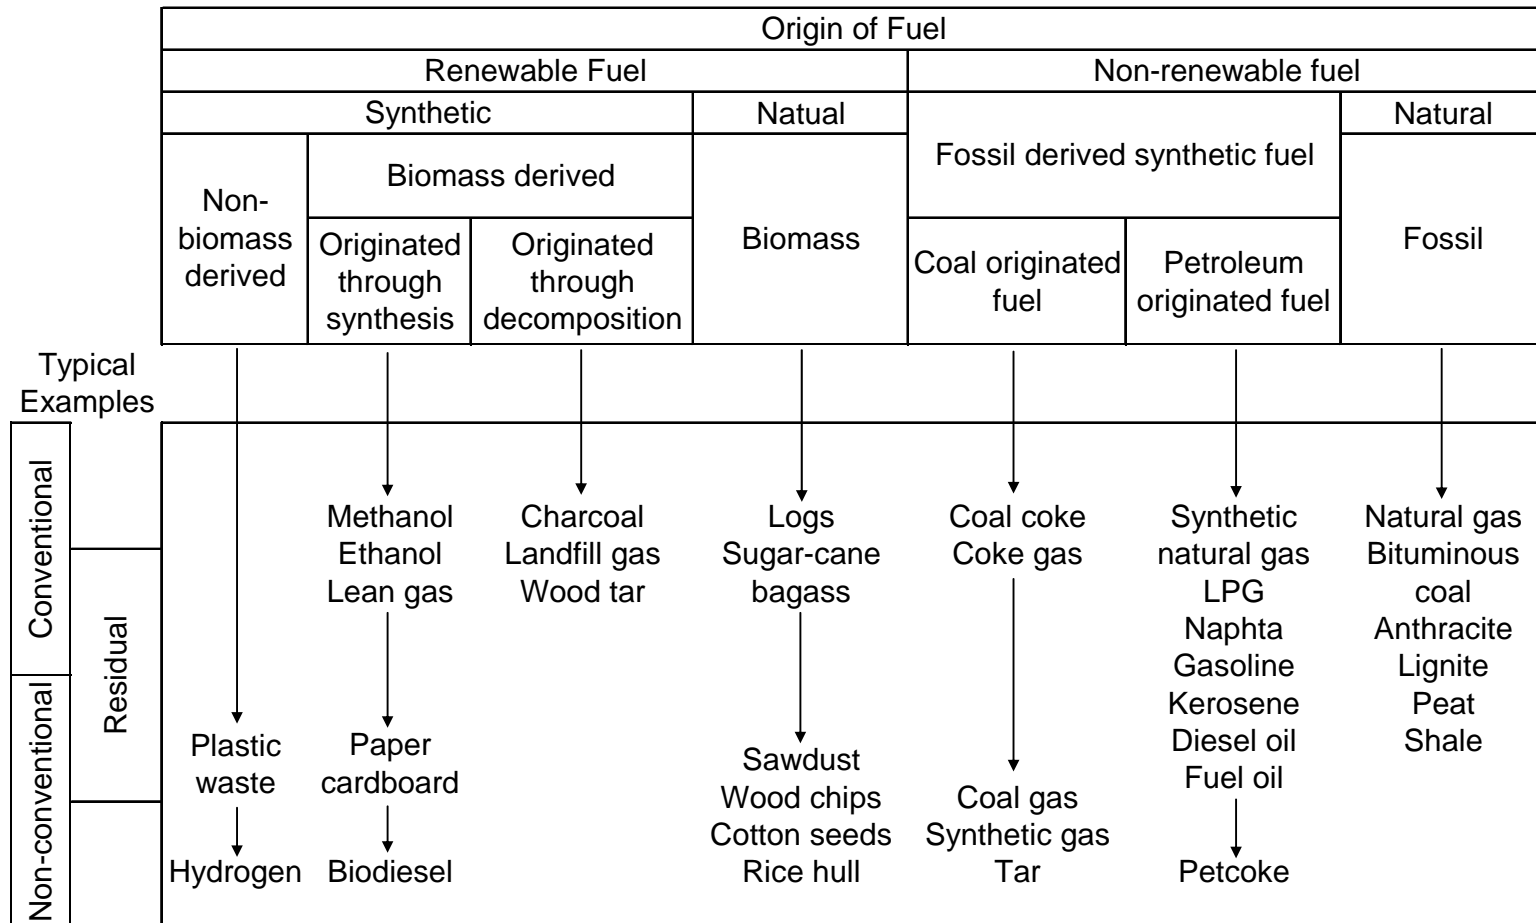 Origin of Fuel
Renewable Fuel
Non-renewable fuel
Synthetic
Natual
Fossil derived synthetic fuel
Natural
Non-
biomass
derived
Biomass derived
Originated
through
synthesis
Originated
through
decomposition
Biomass
Coal originated
fuel
Petroleum
originated fuel
Fossil
Typical
Examples
Conventional
Non-conventional
Residual
Plastic
waste
Hydrogen
Methanol
Ethanol
Lean gas
Paper
cardboard
Biodiesel
Charcoal
Landfill gas
Wood tar
Logs
Sugar-cane
bagass
Sawdust
Wood chips
Cotton seeds
Rice hull
Coal coke
Coke gas
Coal gas
Synthetic gas
Tar
Synthetic
natural gas
LPG
Naphta
Gasoline
Kerosene
Diesel oil
Fuel oil
Petcoke
Natural gas
Bituminous
coal
Anthracite
Lignite
Peat
Shale